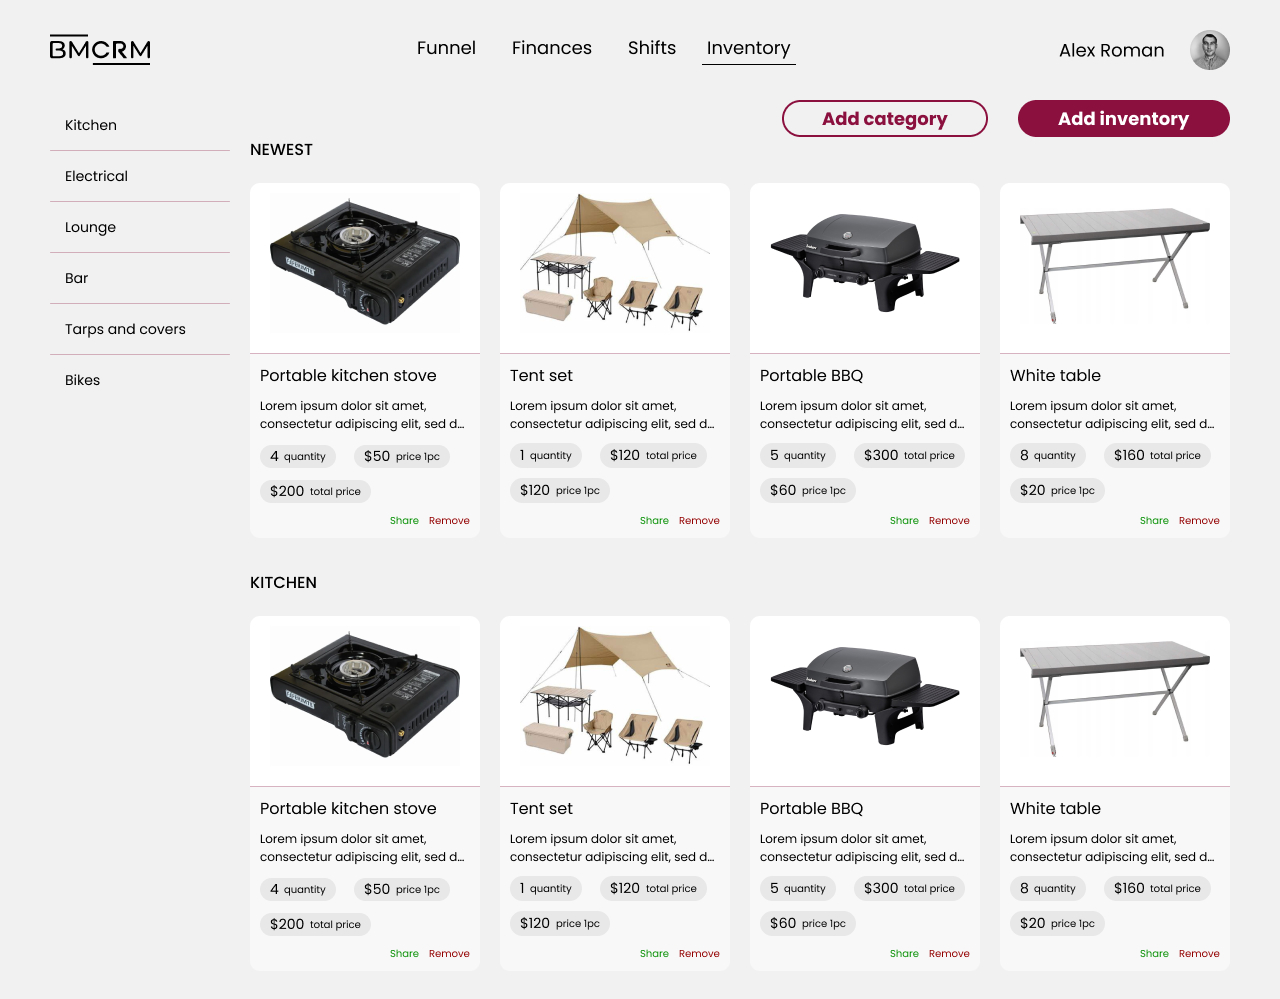 BMCRM
Funnel
Finances
Shifts
Inventory
Alex Roman
Kitchen
Electrical
Lounge
Bar
Tarps and covers
Bikes
Add category
Add inventory
NEWEST
Portable kitchen stove
Lorem ipsum dolor sit amet,
consectetur adipiscing elit, sed d...
4 quantity
$50 price 1pc
$200 total price
Share Remove
Tent set
Lorem ipsum dolor sit amet,
consectetur adipiscing elit, sed d...
1 quantity
$120 total price
$120 price 1pc
Share Remove
Portable BBQ
Lorem ipsum dolor sit amet,
consectetur adipiscing elit, sed d...
5 quantity
$300 total price
$60 price 1pc
Share Remove
White table
Lorem ipsum dolor sit amet,
consectetur adipiscing elit, sed d...
8 quantity
$160 total price
$20 price 1pc
Share Remove
KITCHEN
Portable kitchen stove
Lorem ipsum dolor sit amet,
consectetur adipiscing elit, sed d...
4 quantity
$50 price 1pc
$200 total price
Share Remove
Tent set
Lorem ipsum dolor sit amet,
consectetur adipiscing elit, sed d...
1 quantity
$120 total price
$120 price 1pc
Share Remove
Portable BBQ
Lorem ipsum dolor sit amet,
consectetur adipiscing elit, sed d...
5 quantity
$300 total price
$60 price 1pc
Share Remove
White table
Lorem ipsum dolor sit amet,
consectetur adipiscing elit, sed d...
8 quantity
$160 total price
$20 price 1pc
Share Remove